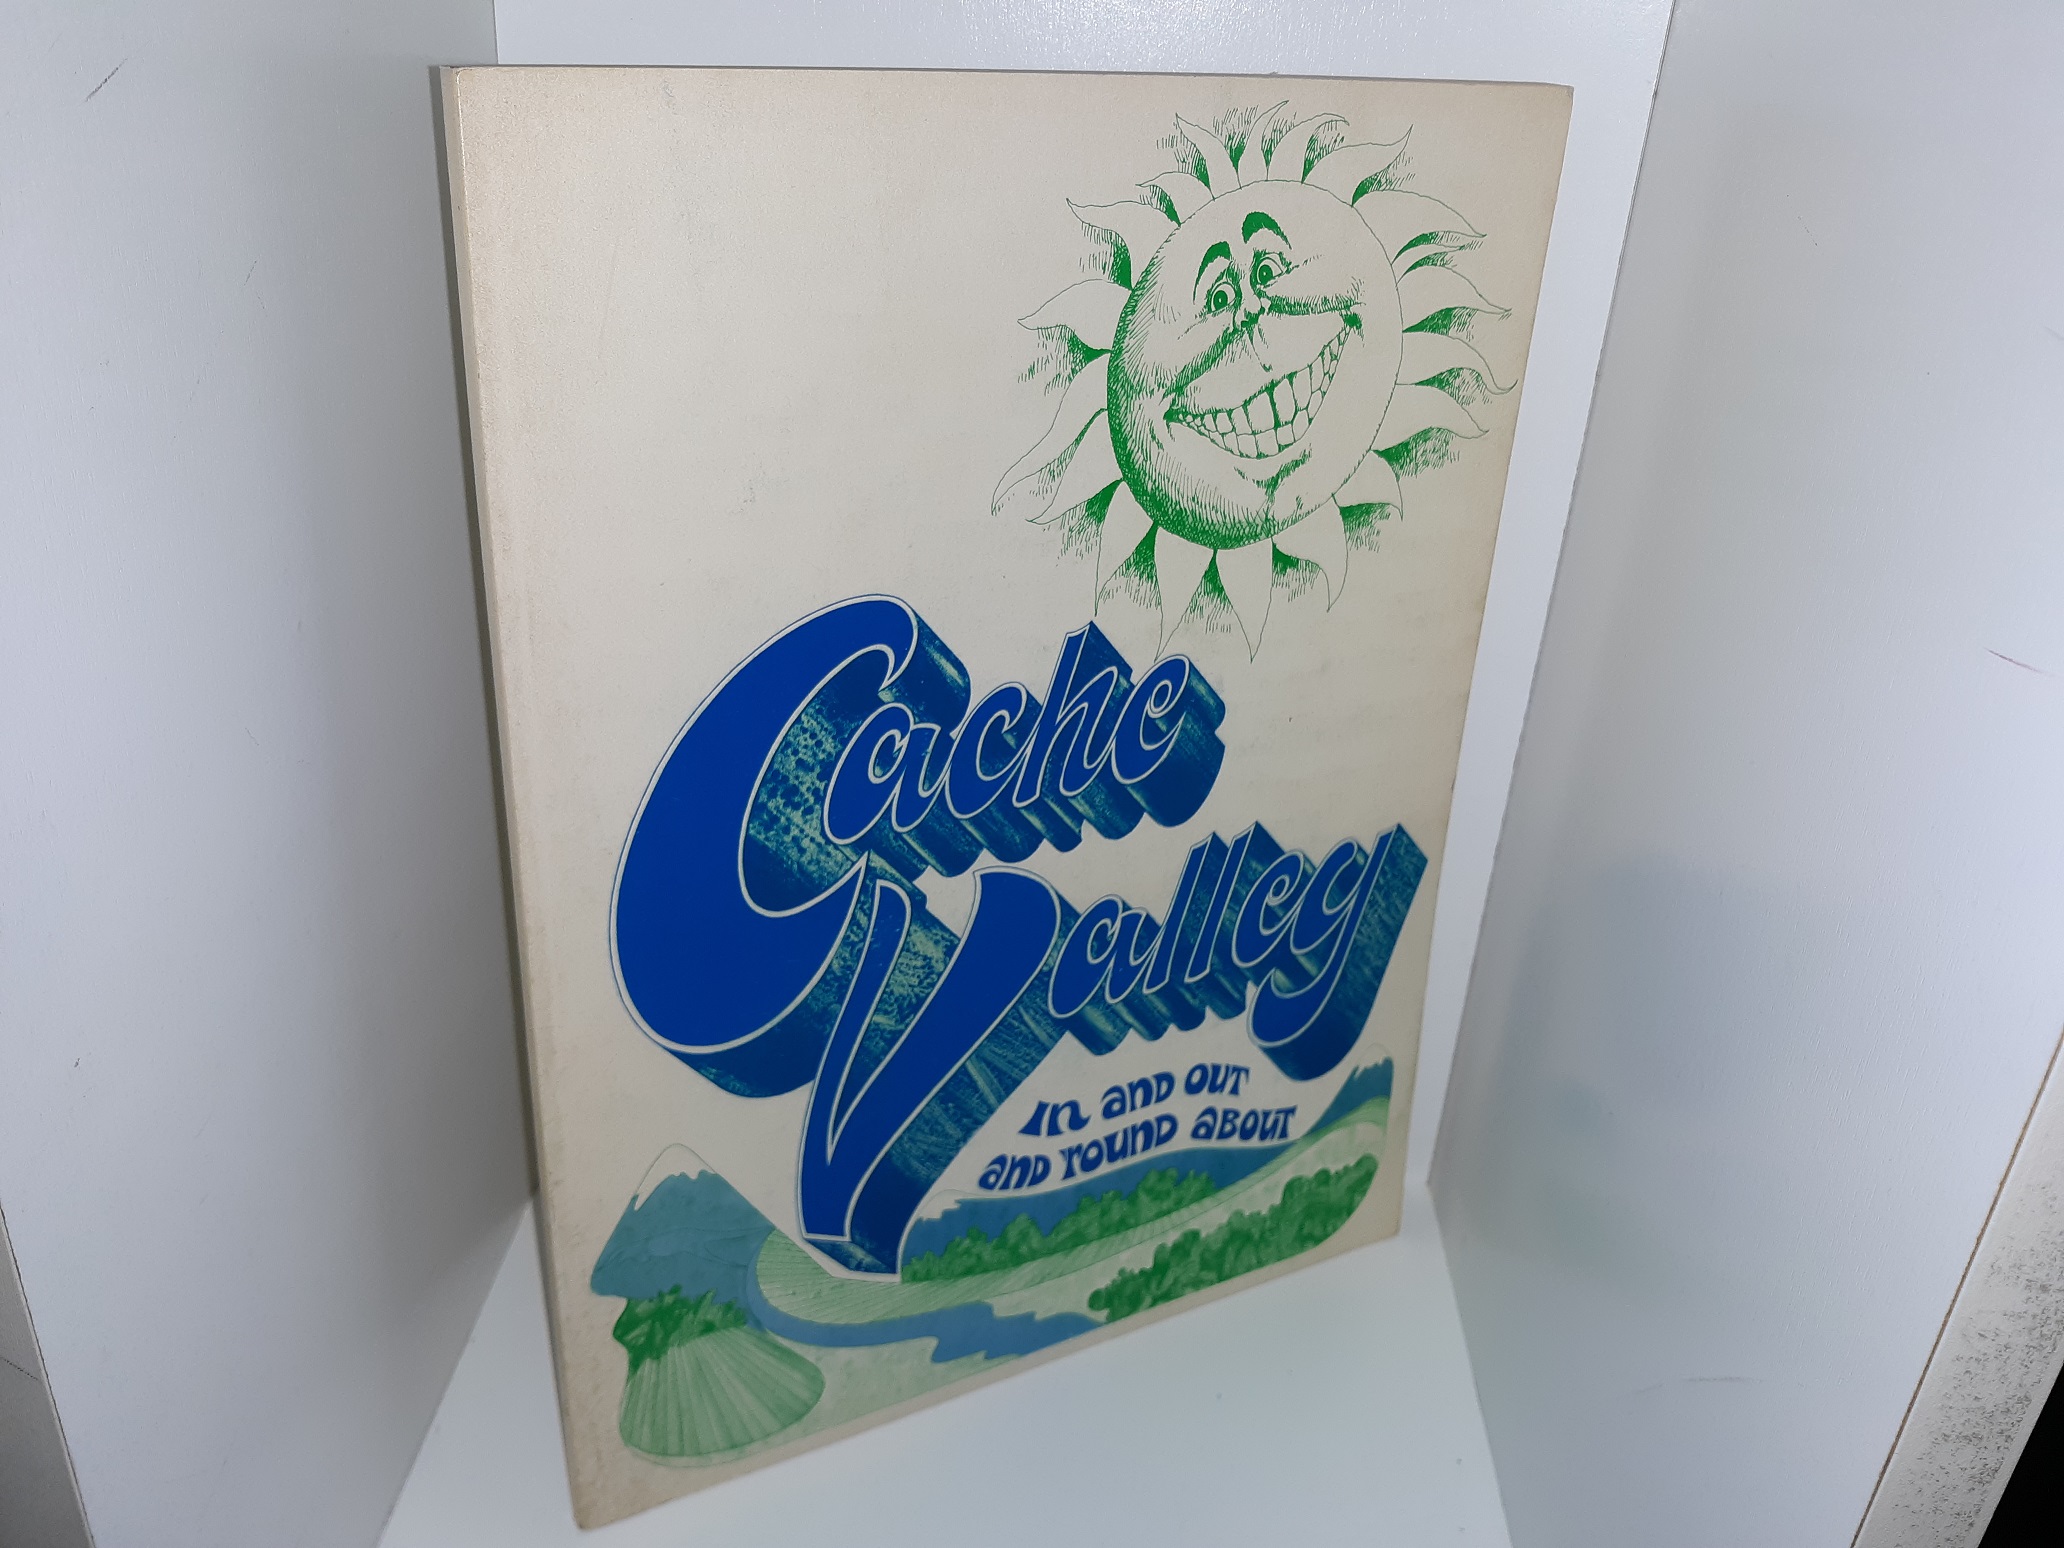 Cache
Valley
In and out
and round about